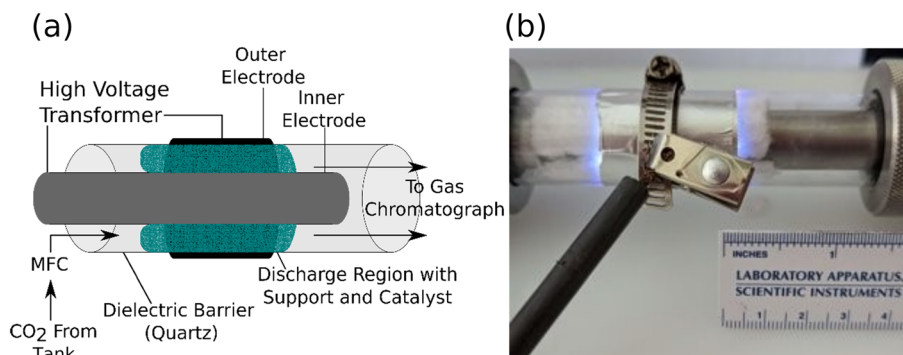 (a)
Outer
Electrode
Inner
Electrode
High Voltage
Transformer
To Gas
Chromatograph
MFC
Discharge Region with
Support and Catalyst
Dielectric Barrier
(Quartz)
CO2 From
Tank
(b)
INCHES 1
LABORATORY APPARATUS
SCIENTIFIC INSTRUMENTS
1 2 3 4